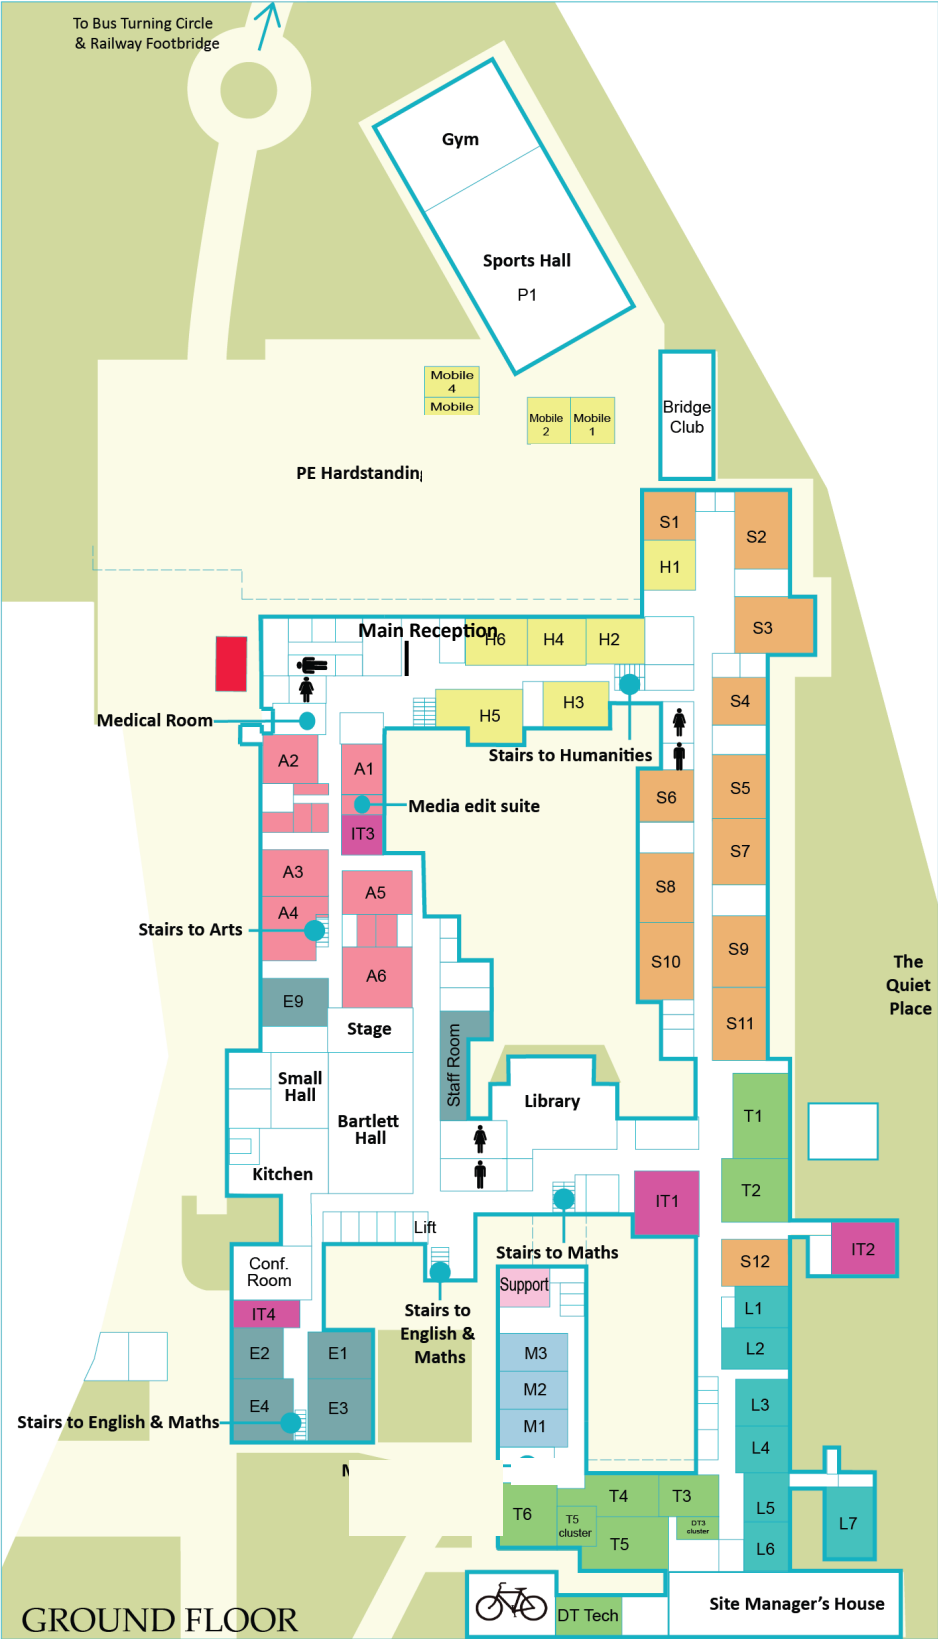 To Bus Turning Circle
& Railway Footbridge
Gym
Sports Hall
P1
Mobile
4
Mobile
Mobile
2
Mobile
1
Bridge
Club
PE Hardstanding
S1
S2
H1
S3
Main Reception
H6
H4
H2
S4
H5
H3
Medical Room
Stairs to Humanities
A2
A1
S5
S6
Media edit suite
IT3
S7
A3
A5
S8
A4
Stairs to Arts
S9
S10
A6
The
Quiet
Place
E9
Stage
S11
Staff Room
Small
Hall
Library
T1
Bartlett
Hall
Kitchen
IT1
T2
Lift
Stairs to Maths
IT2
Conf.
Room
S12
Support
IT4
Stairs to
English &
Maths
L1
E2
E1
M3
L2
M2
E4
E3
L3
Stairs to English & Maths
M1
L4
T4
T3
T6
T5
cluster
DT3
cluster
T5
L5
L7
L6
DT Tech
Site Manager's House
GROUND FLOOR